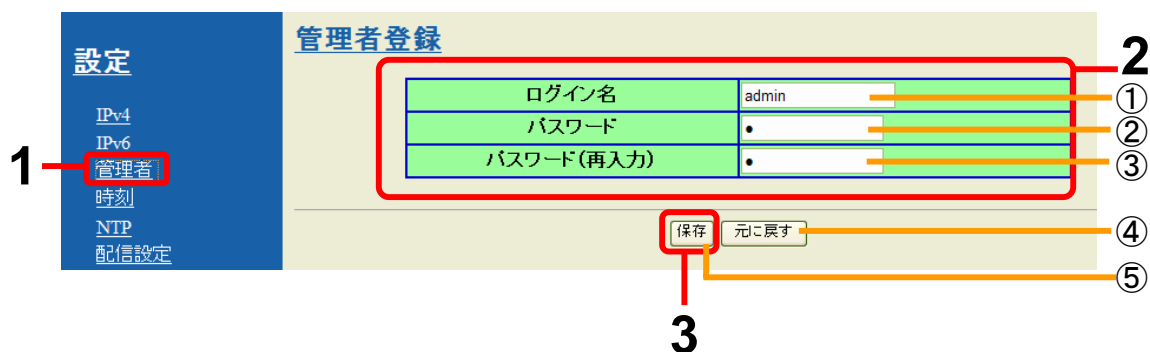 設定
IPv4
IPv6
管理者
時刻
NTP
配信設定
1
管理者登録
2
ログイン名 admin ①
パスワード • ②
パスワード(再入力) • ③
保存 元に戻す ④
⑤
3